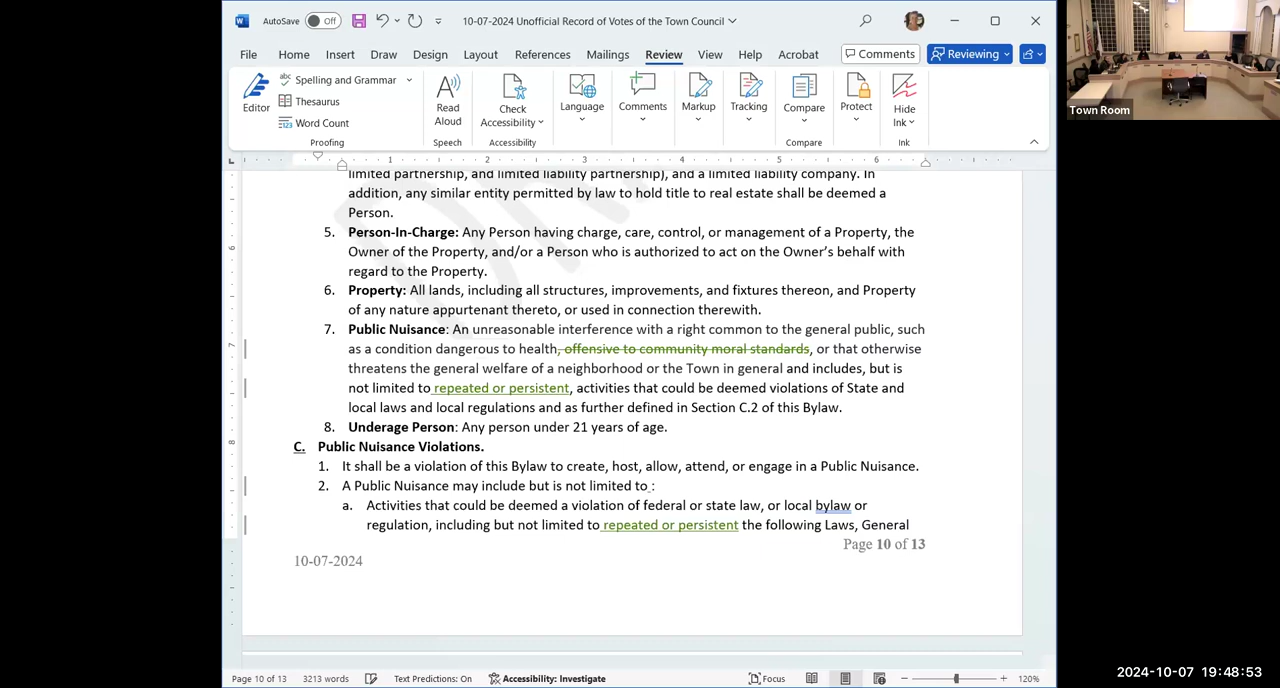 AutoSave Off 10-07-2024 Unofficial Record of Votes of the Town Council
File Home Insert Draw Design Layout References Mailings Review View Help Acrobat Comments Reviewing
Editor
abc Spelling and Grammar
Thesaurus
123 Word Count
Proofing
Read Aloud
Speech
Check Accessibility
Accessibility
Language
Comments
Markup
Tracking
Compare
Compare
Protect
Hide Ink
Ink
Town Room
1 2 3 4 5 6
limited partnership, and limited liability partnership), and a limited liability company. In
addition, any similar entity permitted by law to hold title to real estate shall be deemed a
Person.
5. Person-In-Charge: Any Person having charge, care, control, or management of a Property, the
Owner of the Property, and/or a Person who is authorized to act on the Owner’s behalf with
regard to the Property.
6. Property: All lands, including all structures, improvements, and fixtures thereon, and Property
of any nature appurtenant thereto, or used in connection therewith.
7. Public Nuisance: An unreasonable interference with a right common to the general public, such
as a condition dangerous to health, offensive to community moral standards, or that otherwise
threatens the general welfare of a neighborhood or the Town in general and includes, but is
not limited to repeated or persistent, activities that could be deemed violations of State and
local laws and local regulations and as further defined in Section C.2 of this Bylaw.
8. Underage Person: Any person under 21 years of age.
C. Public Nuisance Violations.
1. It shall be a violation of this Bylaw to create, host, allow, attend, or engage in a Public Nuisance.
2. A Public Nuisance may include but is not limited to :
a. Activities that could be deemed a violation of federal or state law, or local bylaw or
regulation, including but not limited to repeated or persistent the following Laws, General
Page 10 of 13
10-07-2024
Page 10 of 13 3213 words Text Predictions: On Accessibility: Investigate Focus 120%
2024-10-07 19:48:53